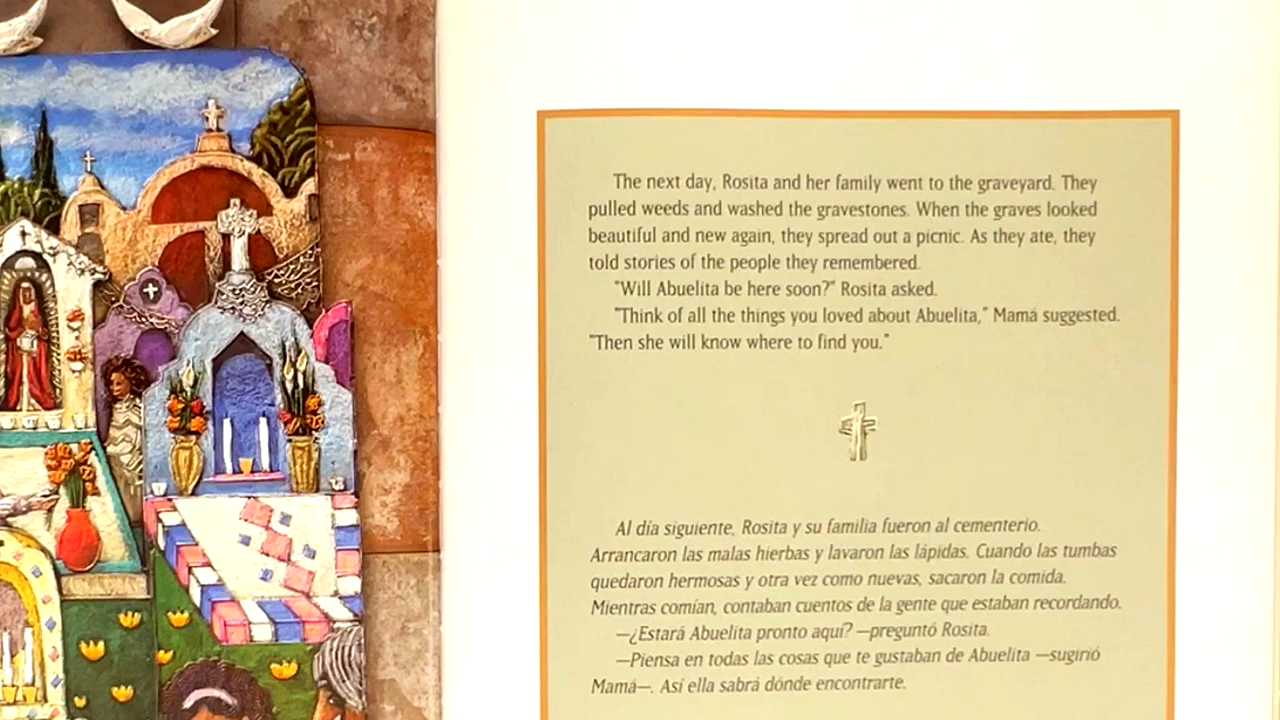 The next day, Rosita and her family went to the graveyard. They
pulled weeds and washed the gravestones. When the graves looked
beautiful and new again, they spread out a picnic. As they ate, they
told stories of the people they remembered.
"Will Abuelita be here soon?" Rosita asked.
"Think of all the things you loved about Abuelita," Mamá suggested.
"Then she will know where to find you."
Al día siguiente, Rosita y su familia fueron al cementerio.
Arrancaron las malas hierbas y lavaron las lápidas. Cuando las tumbas
quedaron hermosas y otra vez como nuevas, sacaron la comida.
Mientras comían, contaban cuentos de la gente que estaban recordando.
—¿Estará Abuelita pronto aquí? —preguntó Rosita.
—Piensa en todas las cosas que te gustaban de Abuelita —sugirió
Mamá—. Así ella sabrá dónde encontrarte.